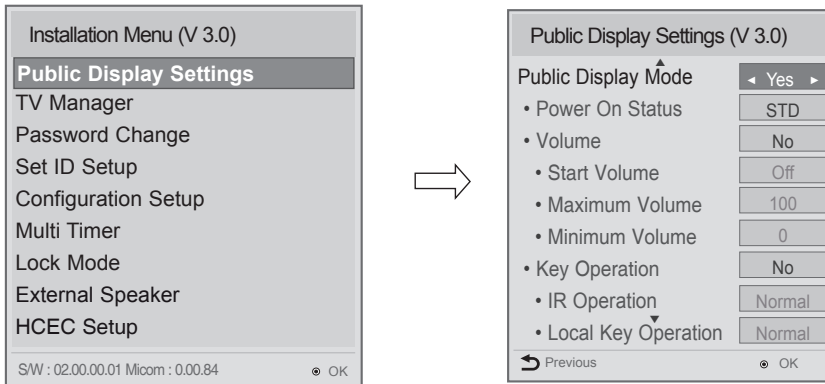 Installation Menu (V 3.0)
Public Display Settings
TV Manager
Password Change
Set ID Setup
Configuration Setup
Multi Timer
Lock Mode
External Speaker
HCEC Setup
S/W : 02.00.00.01 Micom : 0.00.84 ◉ OK
Public Display Settings (V 3.0)
Public Display Mode ◄ Yes ►
• Power On Status STD
• Volume No
• Start Volume Off
• Maximum Volume 100
• Minimum Volume 0
• Key Operation No
• IR Operation Normal
• Local Key Operation Normal
Previous ◉ OK